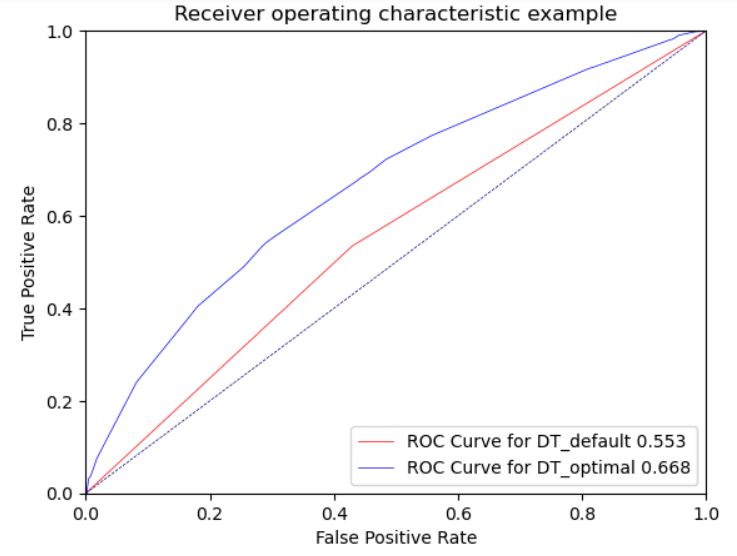 Receiver operating characteristic example
1.0
0.8
0.6
0.4
0.2
0.0
True Positive Rate
ROC Curve for DT_default 0.553
ROC Curve for DT_optimal 0.668
0.0 0.2 0.4 0.6 0.8 1.0
False Positive Rate